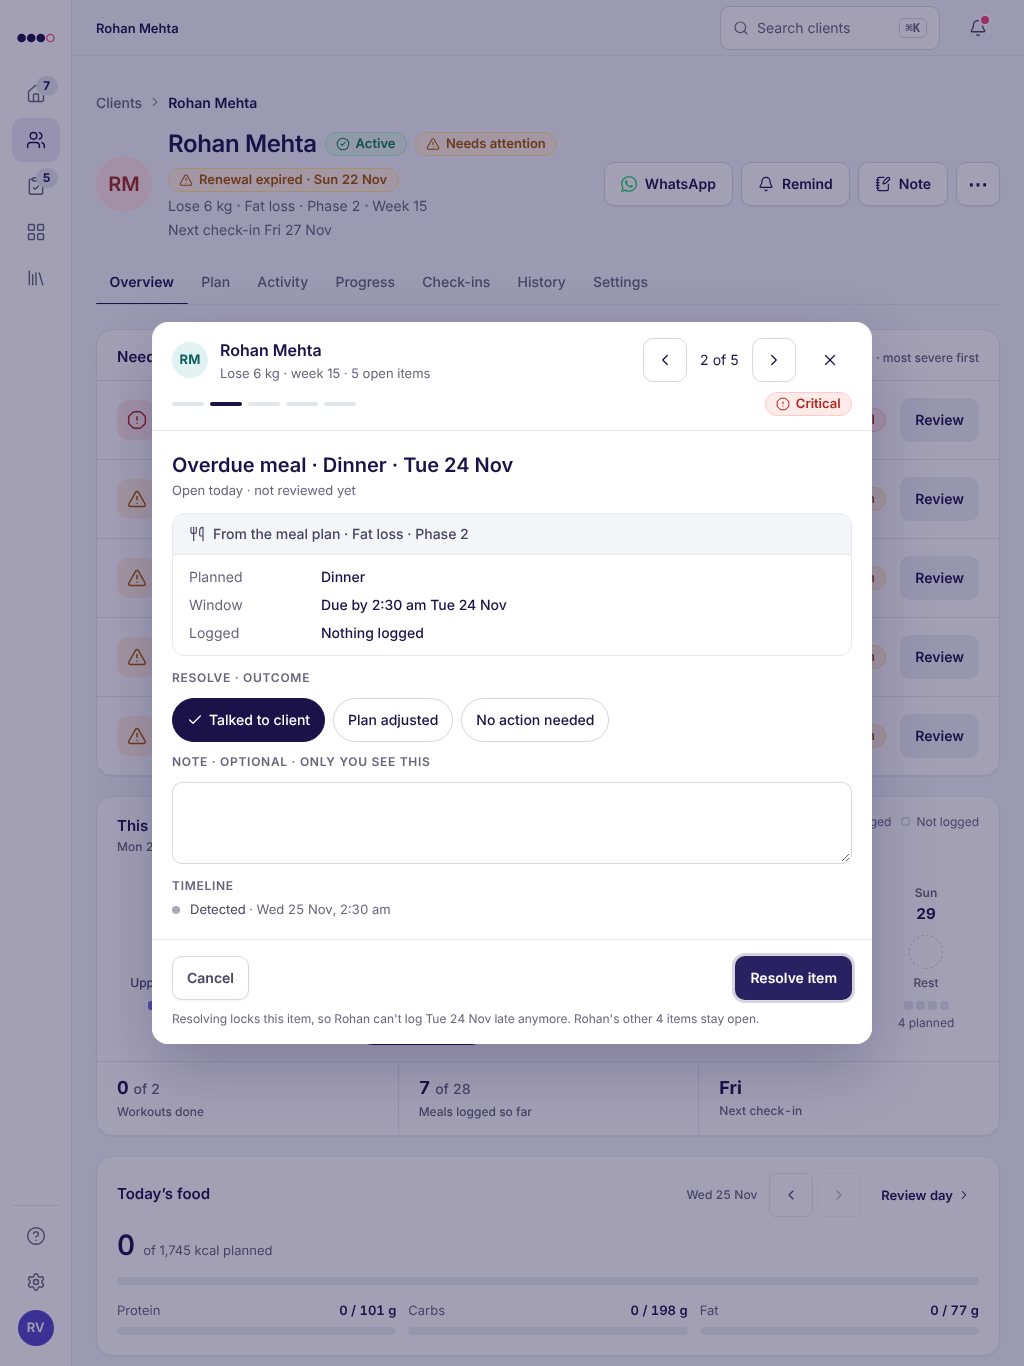 Rohan Mehta
Search clients
⌘K
7
5
Clients
Rohan Mehta
RM
Rohan Mehta
Active
Needs attention
Renewal expired · Sun 22 Nov
Lose 6 kg · Fat loss · Phase 2 · Week 15
Next check-in Fri 27 Nov
WhatsApp
Remind
Note
Overview
Plan
Activity
Progress
Check-ins
History
Settings
· most severe first
Review
Review
Review
Review
Review
RM
Rohan Mehta
Lose 6 kg · week 15 · 5 open items
2 of 5
Critical
Overdue meal · Dinner · Tue 24 Nov
Open today · not reviewed yet
From the meal plan · Fat loss · Phase 2
Planned
Dinner
Window
Due by 2:30 am Tue 24 Nov
Logged
Nothing logged
RESOLVE · OUTCOME
Talked to client
Plan adjusted
No action needed
NOTE · OPTIONAL · ONLY YOU SEE THIS
TIMELINE
Detected · Wed 25 Nov, 2:30 am
Cancel
Resolve item
Resolving locks this item, so Rohan can't log Tue 24 Nov late anymore. Rohan's other 4 items stay open.
This
Not logged
Sun
29
Rest
4 planned
0 of 2
Workouts done
7 of 28
Meals logged so far
Fri
Next check-in
Today’s food
Wed 25 Nov
Review day
0 of 1,745 kcal planned
Protein
0 / 101 g
Carbs
0 / 198 g
Fat
0 / 77 g
RV